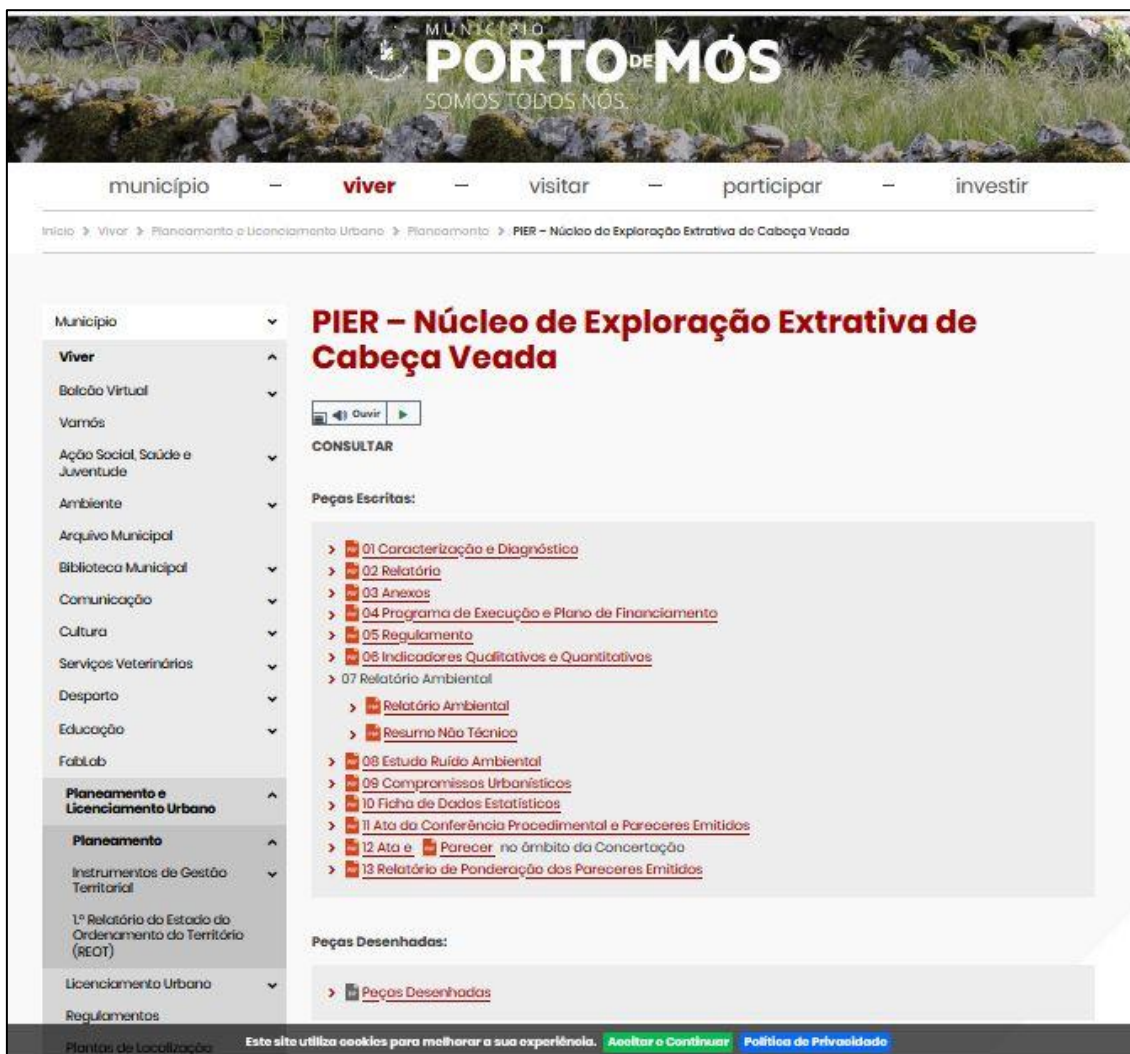 MUNICÍPIO
PORTO DE MÓS
SOMOS TODOS NÓS.
município – viver – visitar – participar – investir
Início > Viver > Planeamento e Licenciamento Urbano > Planeamento > PIER – Núcleo de Exploração Extrativa de Cabeça Veada
Município
Viver
Balcão Virtual
Vamós
Ação Social, Saúde e
Juventude
Ambiente
Arquivo Municipal
Biblioteca Municipal
Comunicação
Cultura
Serviços Veterinários
Desporto
Educação
FabLab
Planeamento e
Licenciamento Urbano
Planeamento
Instrumentos de Gestão
Territorial
1.º Relatório do Estado do
Ordenamento do Território
(REOT)
Licenciamento Urbano
Regulamentos
Plantas de Localização
PIER – Núcleo de Exploração Extrativa de
Cabeça Veada
Ouvir
CONSULTAR
Peças Escritas:
01 Caracterização e Diagnóstico
02 Relatório
03 Anexos
04 Programa de Execução e Plano de Financiamento
05 Regulamento
06 Indicadores Qualitativos e Quantitativos
07 Relatório Ambiental
Relatório Ambiental
Resumo Não Técnico
08 Estudo Ruído Ambiental
09 Compromissos Urbanísticos
10 Ficha de Dados Estatísticos
11 Ata da Conferência Procedimental e Pareceres Emitidos
12 Ata e Parecer no âmbito da Concertação
13 Relatório de Ponderação dos Pareceres Emitidos
Peças Desenhadas:
Peças Desenhadas
Este site utiliza cookies para melhorar a sua experiência. Aceitar e Continuar Política de Privacidade